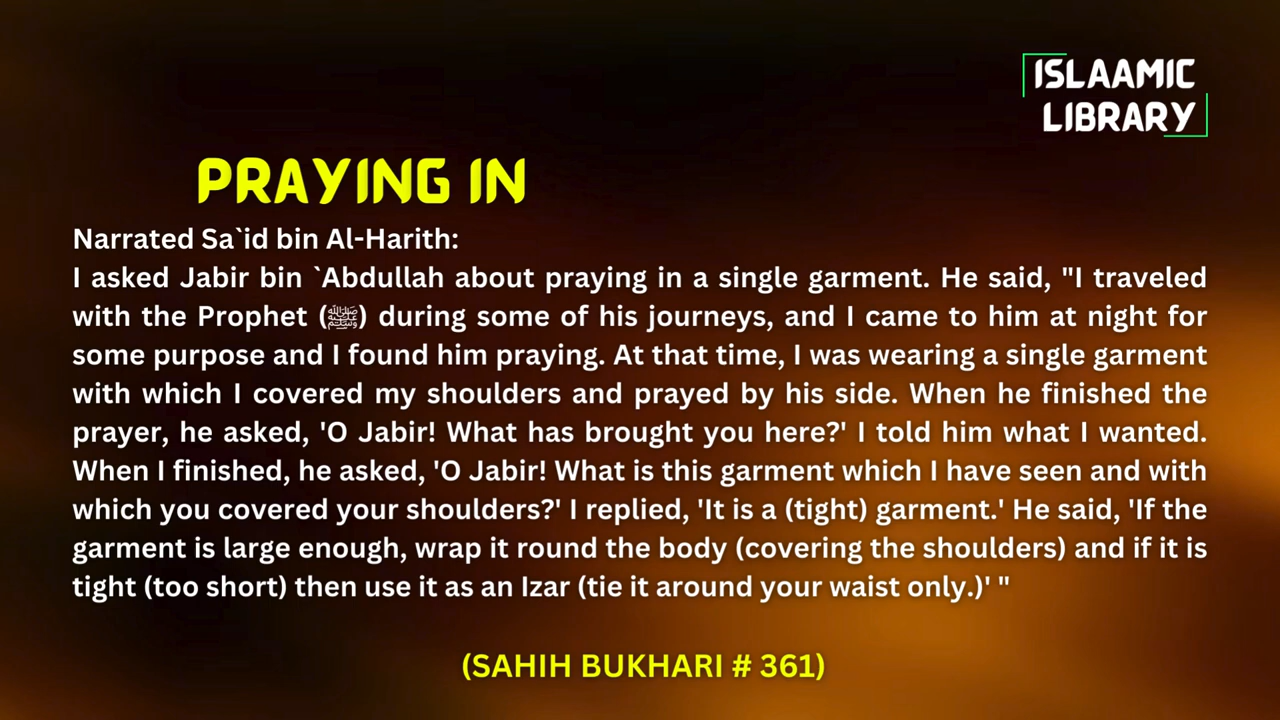 ISLAAMIC
LIBRARY
PRAYING IN
Narrated Sa`id bin Al-Harith:
I asked Jabir bin `Abdullah about praying in a single garment. He said, "I traveled
with the Prophet (ﷺ) during some of his journeys, and I came to him at night for
some purpose and I found him praying. At that time, I was wearing a single garment
with which I covered my shoulders and prayed by his side. When he finished the
prayer, he asked, 'O Jabir! What has brought you here?' I told him what I wanted.
When I finished, he asked, 'O Jabir! What is this garment which I have seen and with
which you covered your shoulders?' I replied, 'It is a (tight) garment.' He said, 'If the
garment is large enough, wrap it round the body (covering the shoulders) and if it is
tight (too short) then use it as an Izar (tie it around your waist only.)' "
(SAHIH BUKHARI # 361)